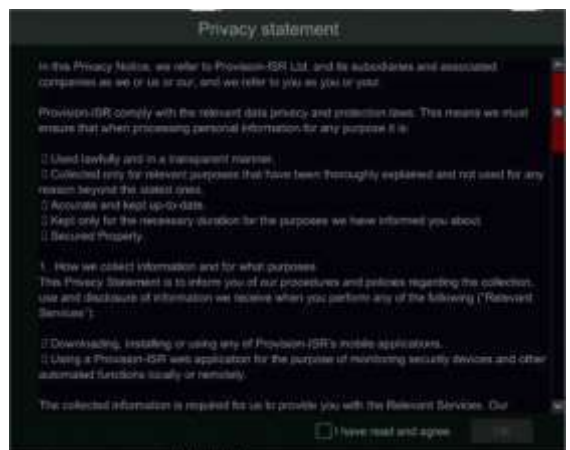 Privacy statement
In this Privacy Notice, we refer to Provision-ISR Ltd. and its subsidiaries and associated
companies as we or us or our, and we refer to you as you or your.
Provision-ISR comply with the relevant data privacy and protection laws. This means we must
ensure that when processing personal information for any purpose it is:
Used lawfully and in a transparent manner.
Collected only for relevant purposes that have been thoroughly explained and not used for any
reason beyond the stated ones.
Accurate and kept up-to-date.
Kept only for the necessary duration for the purposes we have informed you about.
Secured Property.
1. How we collect information and for what purposes
This Privacy Statement is to inform you of our procedures and policies regarding the collection,
use and disclosure of information we receive when you perform any of the following ("Relevant
Services"):
Downloading, installing or using any of Provision-ISR's mobile applications.
Using a Provision-ISR web application for the purpose of monitoring security devices and other
automated functions locally or remotely.
The collected information is required for us to provide you with the Relevant Services. Our
I have read and agree